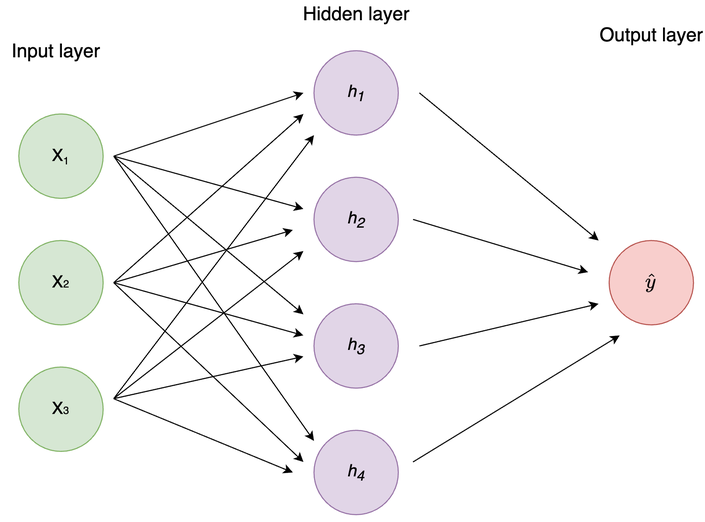 Hidden layer
Input layer
Output layer
X₁
X₂
X₃
h₁
h₂
h₃
h₄
ŷ